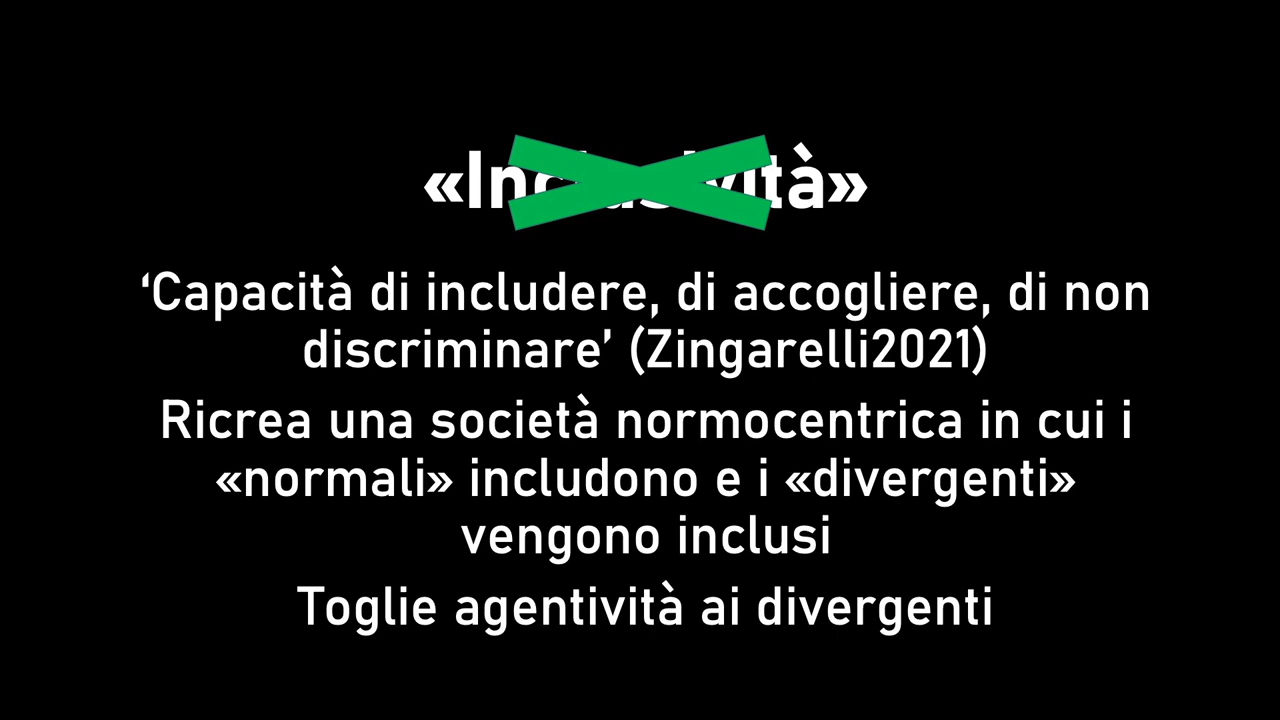 «Inclusività»
‘Capacità di includere, di accogliere, di non
discriminare’ (Zingarelli2021)
Ricrea una società normocentrica in cui i
«normali» includono e i «divergenti»
vengono inclusi
Toglie agentività ai divergenti